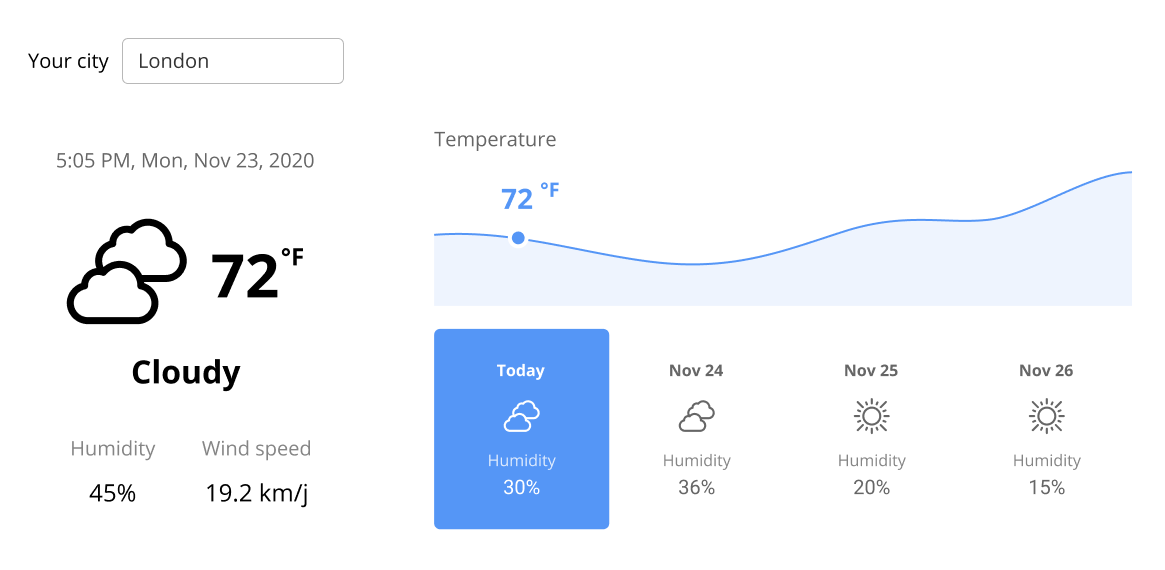 Your city London
5:05 PM, Mon, Nov 23, 2020
72 °F
Cloudy
Humidity Wind speed
45% 19.2 km/j
Temperature
72 °F
Today Nov 24 Nov 25 Nov 26
Humidity Humidity Humidity Humidity
30% 36% 20% 15%